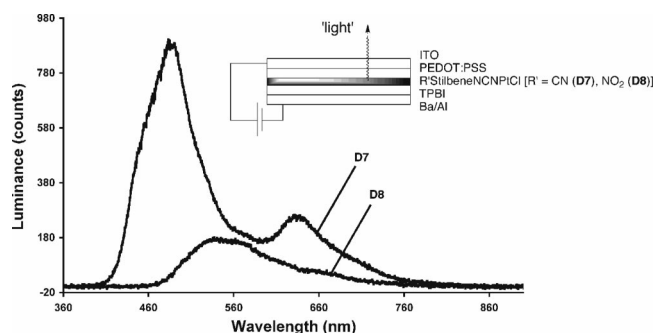 980
780
580
380
180
-20
Luminance (counts)
'light'
ITO
PEDOT:PSS
R'StilbeneNCNPtCl [R' = CN (D7), NO₂ (D8)]
TPBI
Ba/Al
D7
D8
360 460 560 660 760 860
Wavelength (nm)